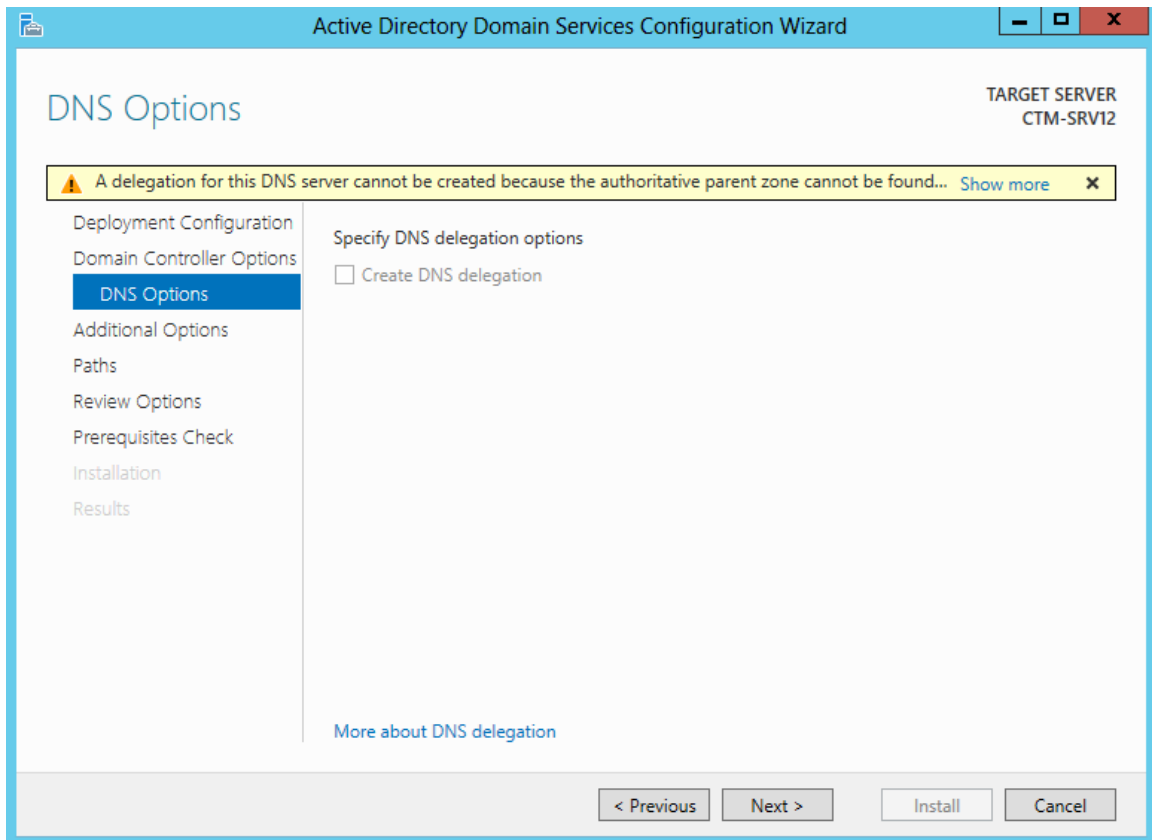 Active Directory Domain Services Configuration Wizard
DNS Options
TARGET SERVER
CTM-SRV12
A delegation for this DNS server cannot be created because the authoritative parent zone cannot be found... Show more
Deployment Configuration
Domain Controller Options
DNS Options
Additional Options
Paths
Review Options
Prerequisites Check
Installation
Results
Specify DNS delegation options
Create DNS delegation
More about DNS delegation
< Previous
Next >
Install
Cancel